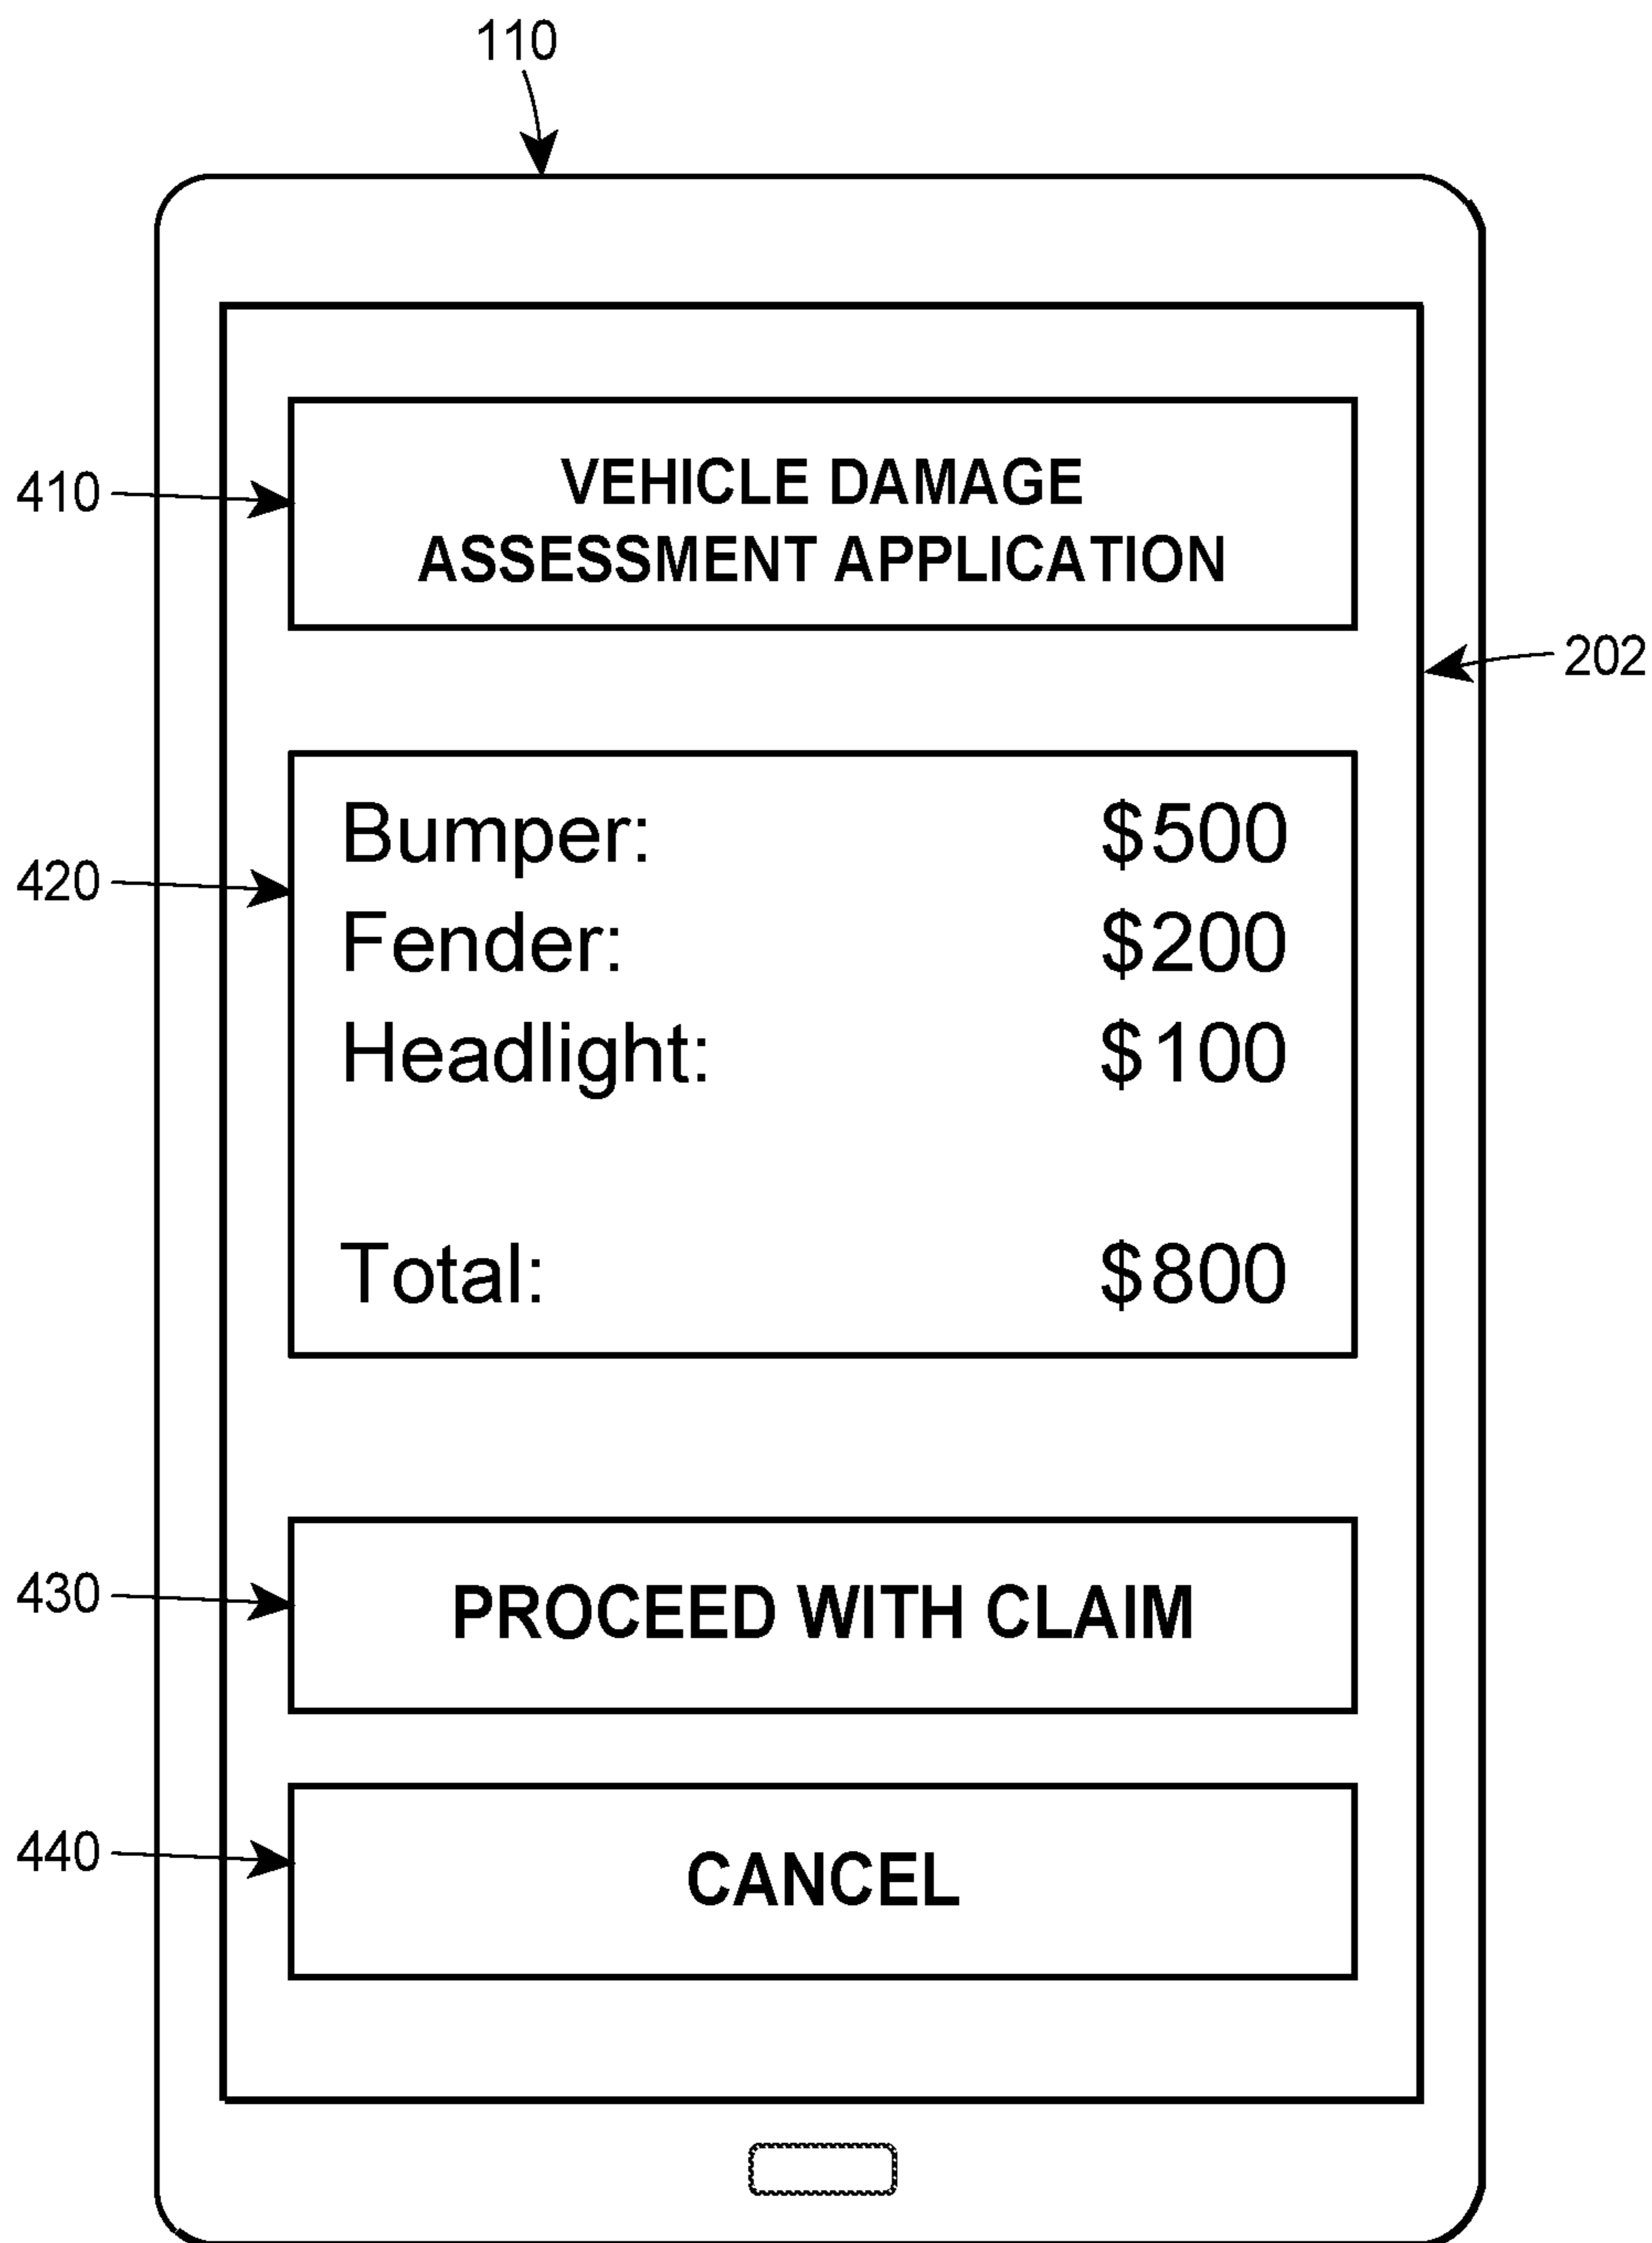 110
410
VEHICLE DAMAGE
ASSESSMENT APPLICATION
202
420
Bumper: $500
Fender: $200
Headlight: $100
Total: $800
430
PROCEED WITH CLAIM
440
CANCEL